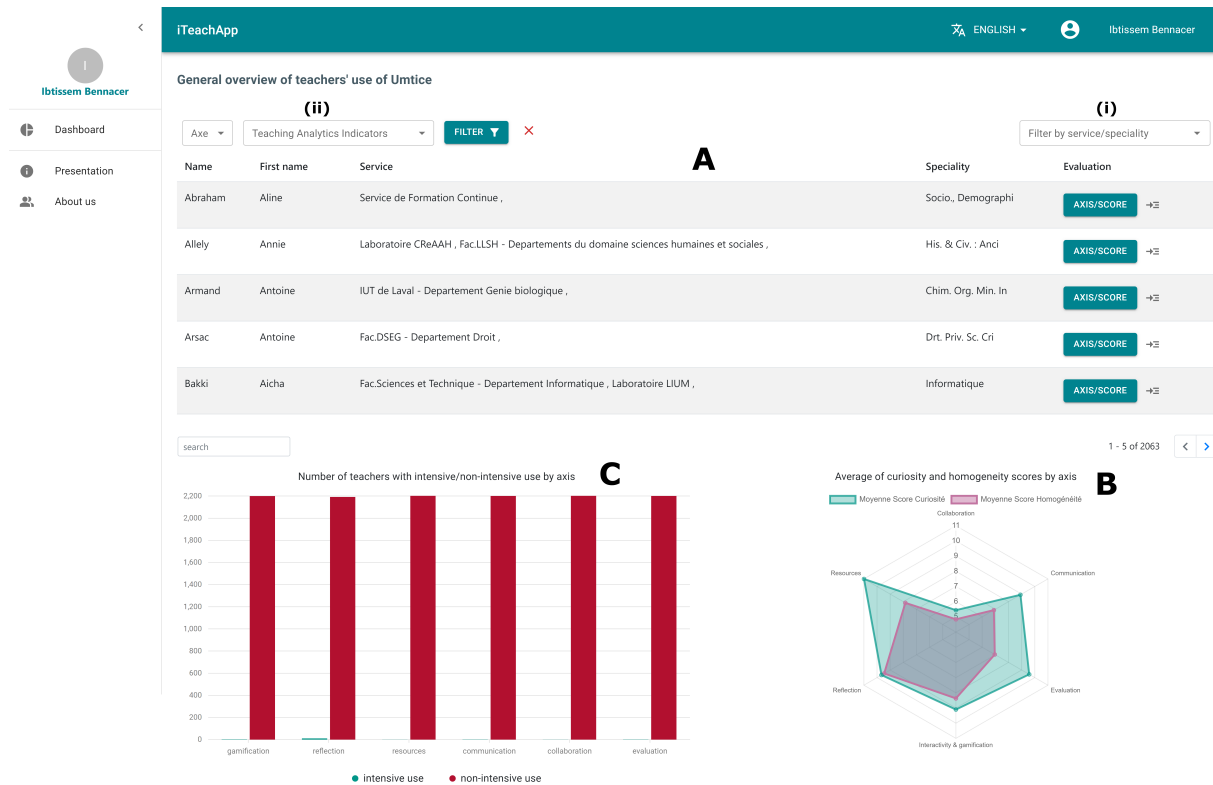 iTeachApp
ENGLISH
Ibtissem Bennacer
I
Ibtissem Bennacer
Dashboard
Presentation
About us
General overview of teachers' use of Umtice
(ii)
(i)
Axe
Teaching Analytics Indicators
FILTER
Filter by service/speciality
A
Name First name Service Speciality Evaluation
Abraham Aline Service de Formation Continue , Socio., Demographi AXIS/SCORE
Allely Annie Laboratoire CReAAH , Fac.LLSH - Departements du domaine sciences humaines et sociales , His. & Civ. : Anci AXIS/SCORE
Armand Antoine IUT de Laval - Departement Genie biologique , Chim. Org. Min. In AXIS/SCORE
Arsac Antoine Fac.DSEG - Departement Droit , Drt. Priv. Sc. Cri AXIS/SCORE
Bakki Aicha Fac.Sciences et Technique - Departement Informatique , Laboratoire LIUM , Informatique AXIS/SCORE
search
1 - 5 of 2063
Number of teachers with intensive/non-intensive use by axis
C
2,200
2,000
1,800
1,600
1,400
1,200
1,000
800
600
400
200
0
gamification reflection resources communication collaboration evaluation
intensive use non-intensive use
Average of curiosity and homogeneity scores by axis
B
Moyenne Score Curiosité Moyenne Score Homogénéité
Collaboration
11
10
9
8
7
6
5
Resources
Communication
Reflection
Evaluation
Interactivity & gamification